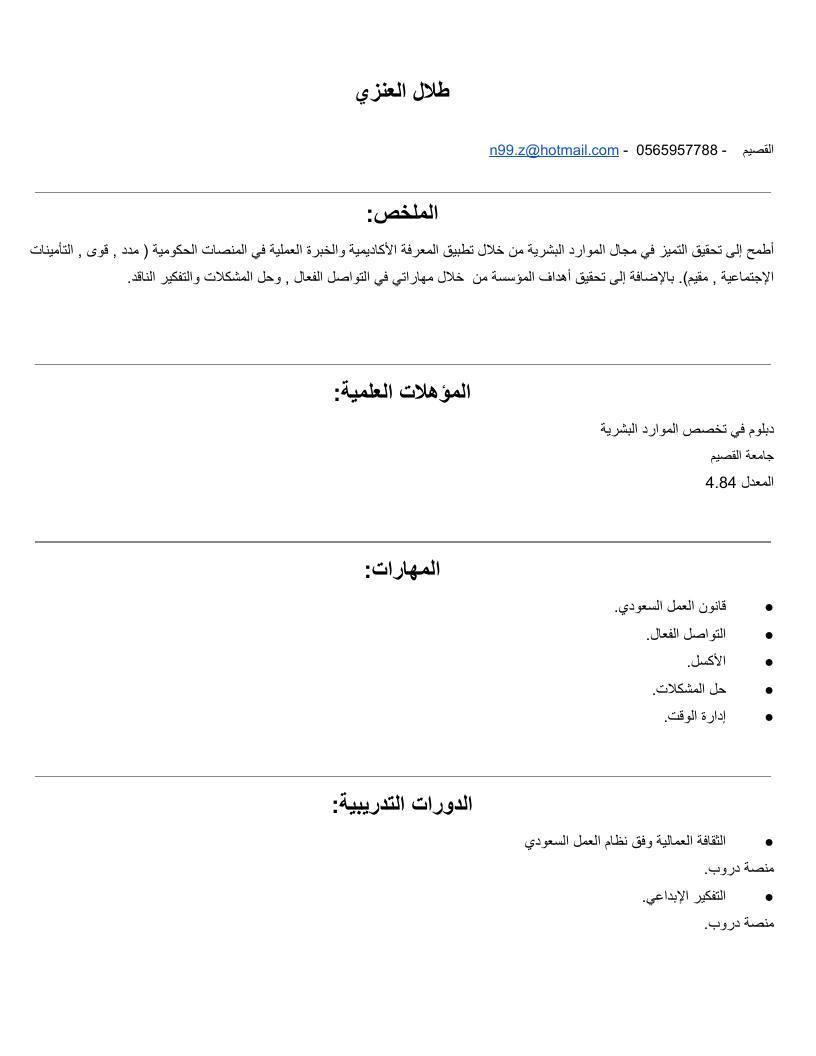 طلال العنزي
القصيم - 0565957788 - n99.z@hotmail.com
الملخص:
أطمح إلى تحقيق التميز في مجال الموارد البشرية من خلال تطبيق المعرفة الأكاديمية والخبرة العملية في المنصات الحكومية ( مدد , قوى , التأمينات
الإجتماعية , مقيم). بالإضافة إلى تحقيق أهداف المؤسسة من خلال مهاراتي في التواصل الفعال , وحل المشكلات والتفكير الناقد.
المؤهلات العلمية:
دبلوم في تخصص الموارد البشرية
جامعة القصيم
المعدل 4.84
المهارات:
● قانون العمل السعودي.
● التواصل الفعال.
● الأكسل.
● حل المشكلات.
● إدارة الوقت.
الدورات التدريبية:
● الثقافة العمالية وفق نظام العمل السعودي
منصة دروب.
● التفكير الإبداعي.
منصة دروب.